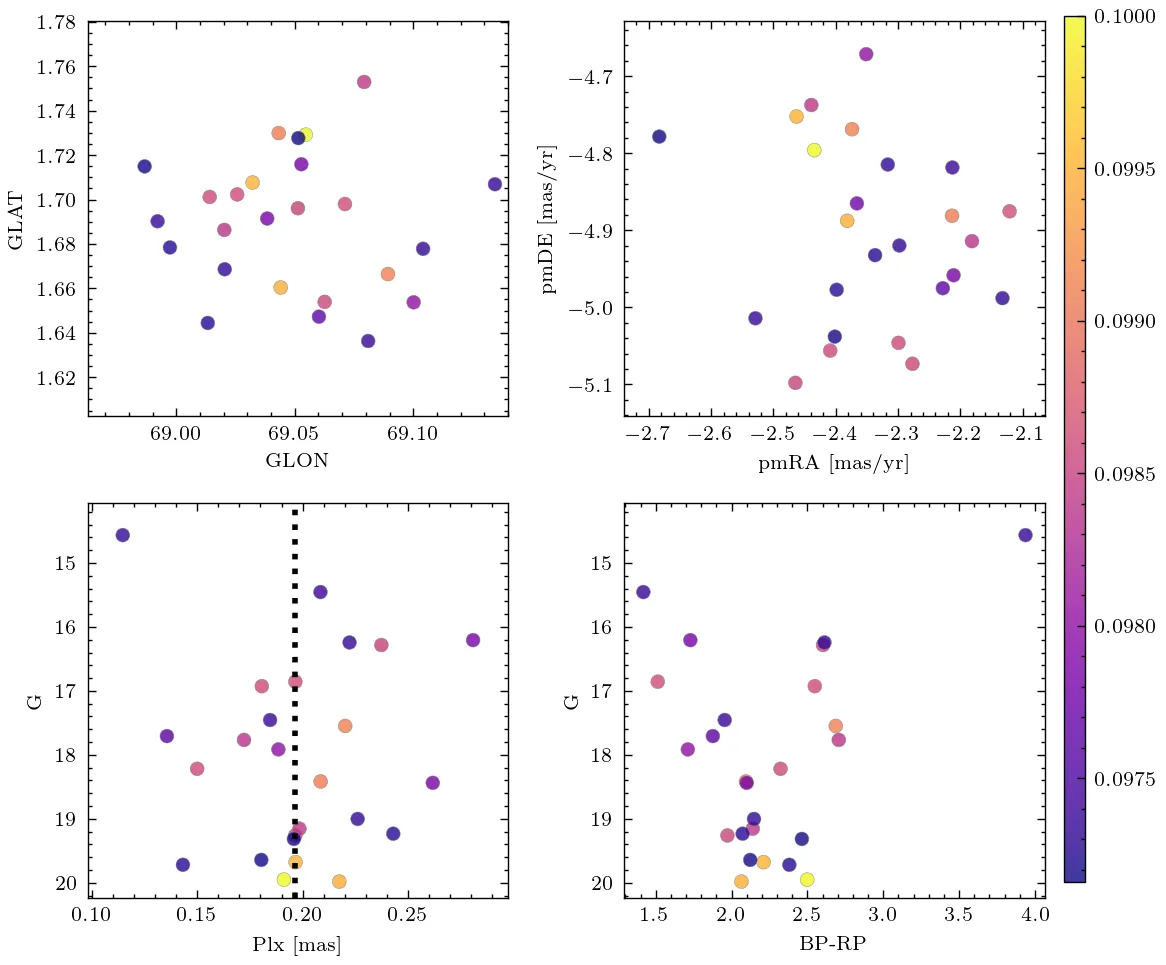 1.78
1.76
1.74
1.72
1.70
1.68
1.66
1.64
1.62
GLAT
69.00 69.05 69.10
GLON
−4.7
−4.8
−4.9
−5.0
−5.1
pmDE [mas/yr]
−2.7 −2.6 −2.5 −2.4 −2.3 −2.2 −2.1
pmRA [mas/yr]
15
16
17
18
19
20
G
0.10 0.15 0.20 0.25
Plx [mas]
15
16
17
18
19
20
G
1.5 2.0 2.5 3.0 3.5 4.0
BP-RP
0.1000
0.0995
0.0990
0.0985
0.0980
0.0975